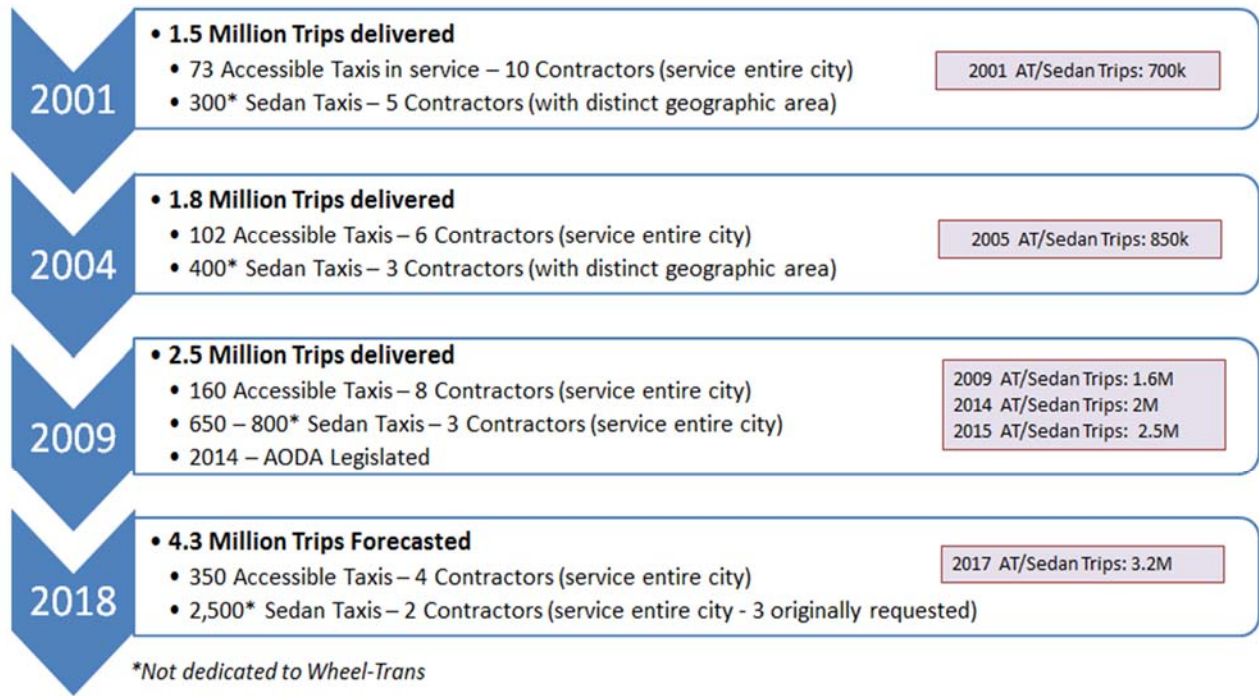 2001
• 1.5 Million Trips delivered
• 73 Accessible Taxis in service – 10 Contractors (service entire city)
• 300* Sedan Taxis – 5 Contractors (with distinct geographic area)
2001 AT/Sedan Trips: 700k
2004
• 1.8 Million Trips delivered
• 102 Accessible Taxis – 6 Contractors (service entire city)
• 400* Sedan Taxis – 3 Contractors (with distinct geographic area)
2005 AT/Sedan Trips: 850k
2009
• 2.5 Million Trips delivered
• 160 Accessible Taxis – 8 Contractors (service entire city)
• 650 – 800* Sedan Taxis – 3 Contractors (service entire city)
• 2014 – AODA Legislated
2009 AT/Sedan Trips: 1.6M
2014 AT/Sedan Trips: 2M
2015 AT/Sedan Trips: 2.5M
2018
• 4.3 Million Trips Forecasted
• 350 Accessible Taxis – 4 Contractors (service entire city)
• 2,500* Sedan Taxis – 2 Contractors (service entire city - 3 originally requested)
2017 AT/Sedan Trips: 3.2M
*Not dedicated to Wheel-Trans